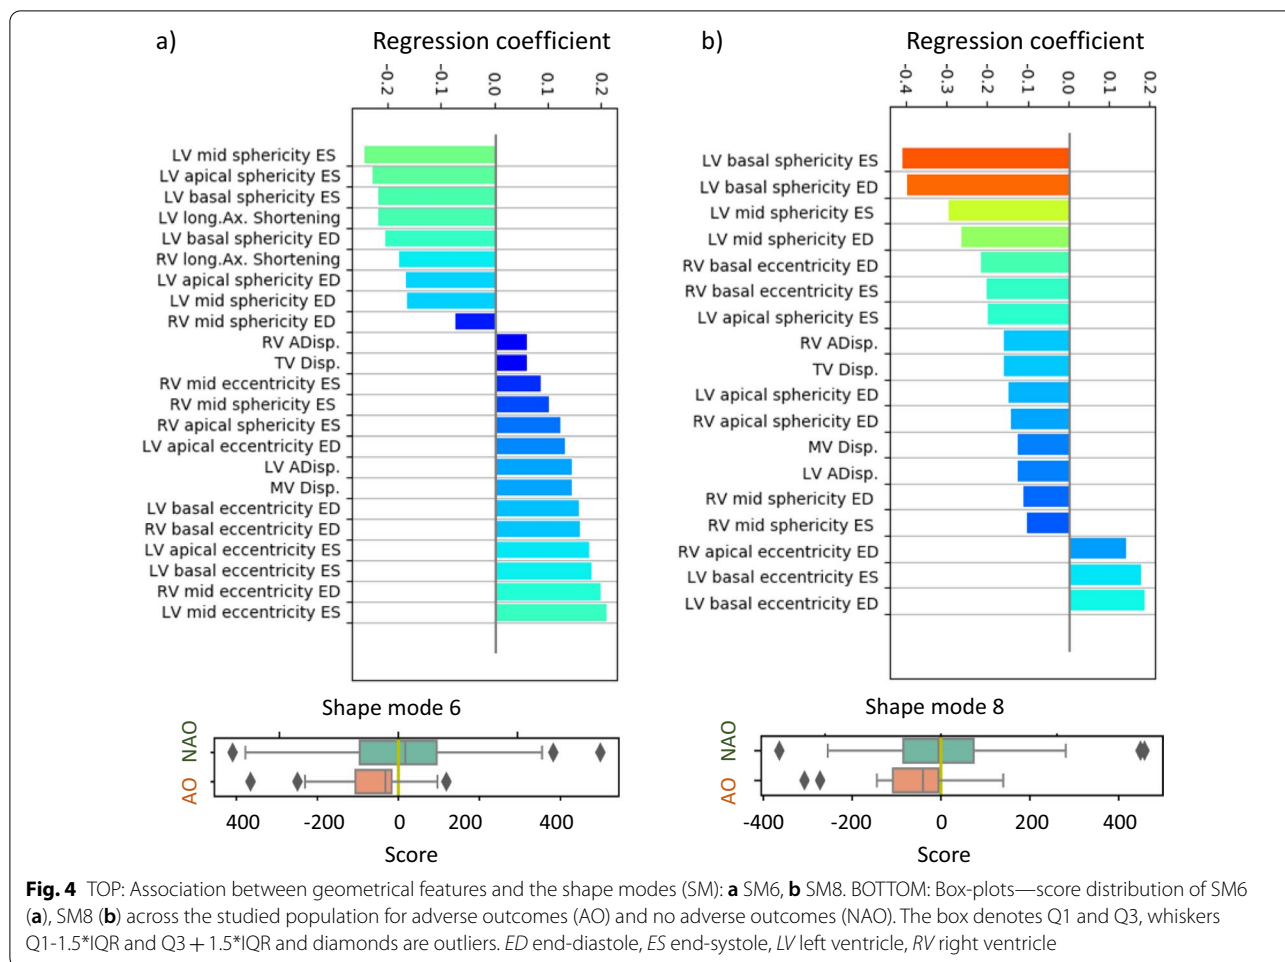 a)
Regression coefficient
-0.2
-0.1
0.0
0.1
0.2
LV mid sphericity ES
LV apical sphericity ES
LV basal sphericity ES
LV long.Ax. Shortening
LV basal sphericity ED
RV long.Ax. Shortening
LV apical sphericity ED
LV mid sphericity ED
RV mid sphericity ED
RV ADisp.
TV Disp.
RV mid eccentricity ES
RV mid sphericity ES
RV apical sphericity ES
LV apical eccentricity ED
LV ADisp.
MV Disp.
LV basal eccentricity ED
RV basal eccentricity ED
LV apical eccentricity ES
LV basal eccentricity ES
RV mid eccentricity ED
LV mid eccentricity ES
Shape mode 6
NAO
AO
400 -200 0 200 400
Score
b)
Regression coefficient
-0.4
-0.3
-0.2
-0.1
0.0
0.1
0.2
LV basal sphericity ES
LV basal sphericity ED
LV mid sphericity ES
LV mid sphericity ED
RV basal eccentricity ED
RV basal eccentricity ES
LV apical sphericity ES
RV ADisp.
TV Disp.
LV apical sphericity ED
RV apical sphericity ED
MV Disp.
LV ADisp.
RV mid sphericity ED
RV mid sphericity ES
RV apical eccentricity ED
LV basal eccentricity ES
LV basal eccentricity ED
Shape mode 8
NAO
AO
-400 -200 0 200 400
Score
Fig. 4 TOP: Association between geometrical features and the shape modes (SM): a SM6, b SM8. BOTTOM: Box-plots—score distribution of SM6
(a), SM8 (b) across the studied population for adverse outcomes (AO) and no adverse outcomes (NAO). The box denotes Q1 and Q3, whiskers
Q1-1.5*IQR and Q3 + 1.5*IQR and diamonds are outliers. ED end-diastole, ES end-systole, LV left ventricle, RV right ventricle